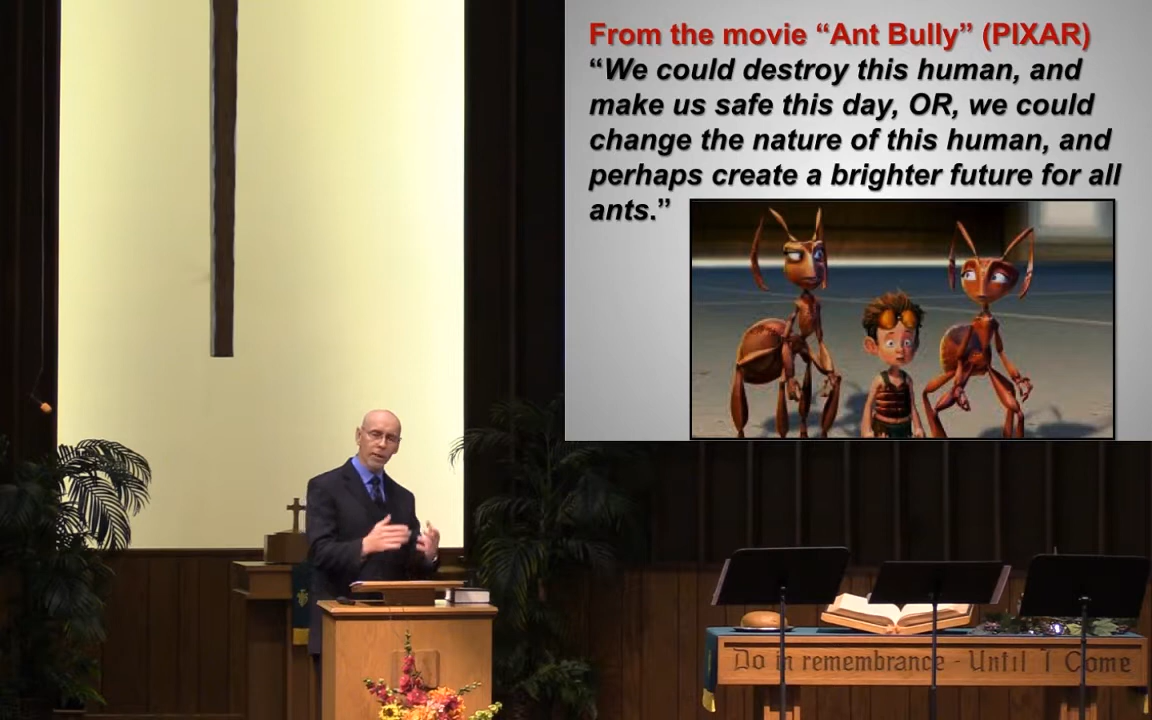 From the movie “Ant Bully” (PIXAR)
“We could destroy this human, and
make us safe this day, OR, we could
change the nature of this human, and
perhaps create a brighter future for all
ants.”
Do in remembrance - Until I Come